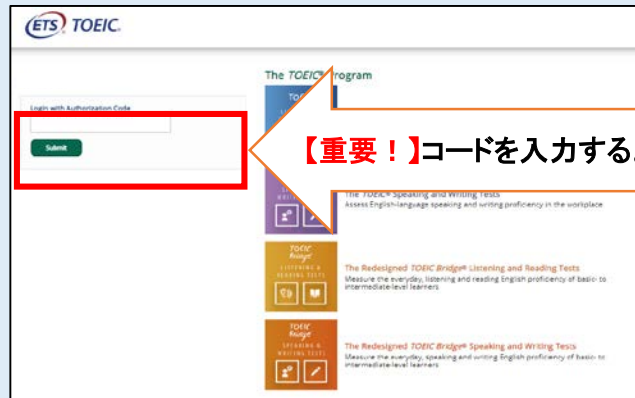 ETS TOEIC
Login with Authorization Code
Submit
The TOEIC® Program
【重要！】コードを入力する。
The TOEIC® Speaking and Writing Tests
Assess English-language speaking and writing proficiency in the workplace
TOEIC
Bridge
LISTENING &
READING TESTS
The Redesigned TOEIC Bridge® Listening and Reading Tests
Measure the everyday, listening and reading English proficiency of basic- to
intermediate-level learners
TOEIC
Bridge
SPEAKING &
WRITING TESTS
The Redesigned TOEIC Bridge® Speaking and Writing Tests
Measure the everyday, speaking and writing English proficiency of basic- to
intermediate-level learners